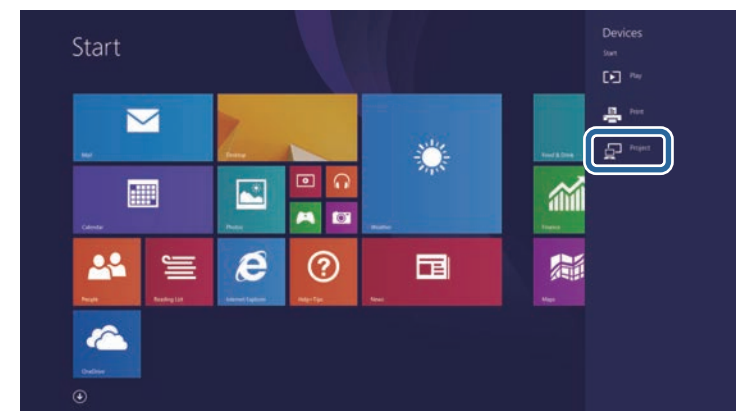 Start
Mail
Desktop
Food & Drink
Calendar
Photos
Weather
Finance
People
Reading List
Internet Explorer
Help+Tips
News
Maps
OneDrive
Devices
Start
Play
Print
Project